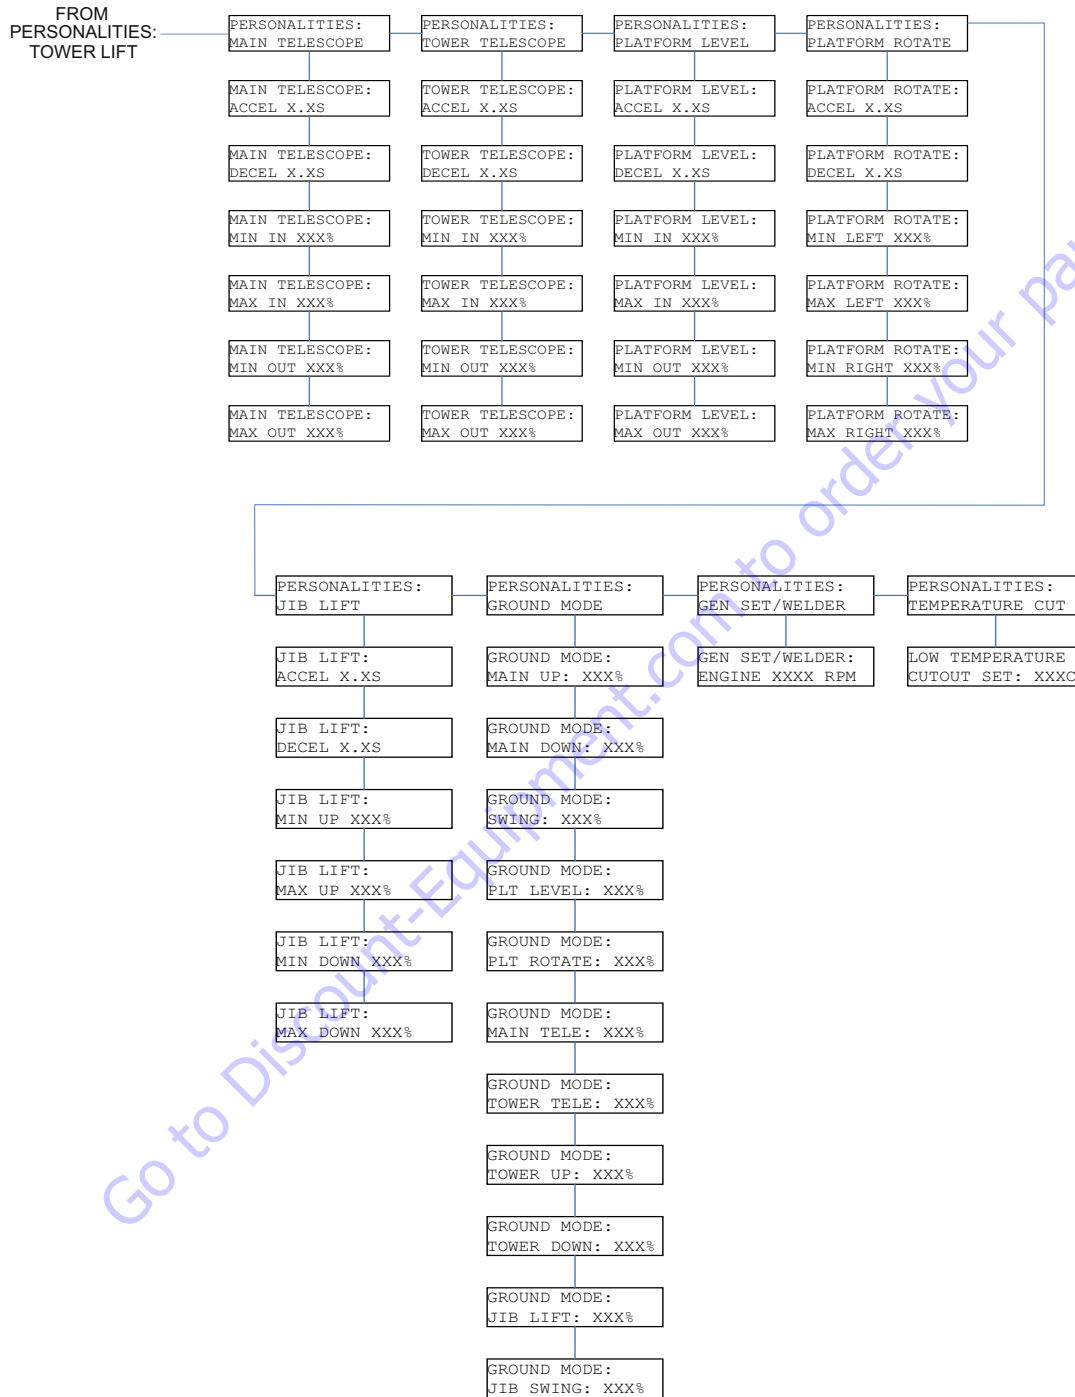 FROM
PERSONALITIES:
TOWER LIFT
PERSONALITIES:
MAIN TELESCOPE
MAIN TELESCOPE:
ACCEL X.XS
MAIN TELESCOPE:
DECEL X.XS
MAIN TELESCOPE:
MIN IN XXX%
MAIN TELESCOPE:
MAX IN XXX%
MAIN TELESCOPE:
MIN OUT XXX%
MAIN TELESCOPE:
MAX OUT XXX%
PERSONALITIES:
TOWER TELESCOPE
TOWER TELESCOPE:
ACCEL X.XS
TOWER TELESCOPE:
DECEL X.XS
TOWER TELESCOPE:
MIN IN XXX%
TOWER TELESCOPE:
MAX IN XXX%
TOWER TELESCOPE:
MIN OUT XXX%
TOWER TELESCOPE:
MAX OUT XXX%
PERSONALITIES:
PLATFORM LEVEL
PLATFORM LEVEL:
ACCEL X.XS
PLATFORM LEVEL:
DECEL X.XS
PLATFORM LEVEL:
MIN IN XXX%
PLATFORM LEVEL:
MAX IN XXX%
PLATFORM LEVEL:
MIN OUT XXX%
PLATFORM LEVEL:
MAX OUT XXX%
PERSONALITIES:
PLATFORM ROTATE
PLATFORM ROTATE:
ACCEL X.XS
PLATFORM ROTATE:
DECEL X.XS
PLATFORM ROTATE:
MIN LEFT XXX%
PLATFORM ROTATE:
MAX LEFT XXX%
PLATFORM ROTATE:
MIN RIGHT XXX%
PLATFORM ROTATE:
MAX RIGHT XXX%
PERSONALITIES:
JIB LIFT
JIB LIFT:
ACCEL X.XS
JIB LIFT:
DECEL X.XS
JIB LIFT:
MIN UP XXX%
JIB LIFT:
MAX UP XXX%
JIB LIFT:
MIN DOWN XXX%
JIB LIFT:
MAX DOWN XXX%
PERSONALITIES:
GROUND MODE
GROUND MODE:
MAIN UP: XXX%
GROUND MODE:
MAIN DOWN: XXX%
GROUND MODE:
SWING: XXX%
GROUND MODE:
PLT LEVEL: XXX%
GROUND MODE:
PLT ROTATE: XXX%
GROUND MODE:
MAIN TELE: XXX%
GROUND MODE:
TOWER TELE: XXX%
GROUND MODE:
TOWER UP: XXX%
GROUND MODE:
TOWER DOWN: XXX%
GROUND MODE:
JIB LIFT: XXX%
GROUND MODE:
JIB SWING: XXX%
PERSONALITIES:
GEN SET/WELDER
GEN SET/WELDER:
ENGINE XXXX RPM
PERSONALITIES:
TEMPERATURE CUT
LOW TEMPERATURE
CUTOUT SET: XXXC
Go to Discount-Equipment.com to order your